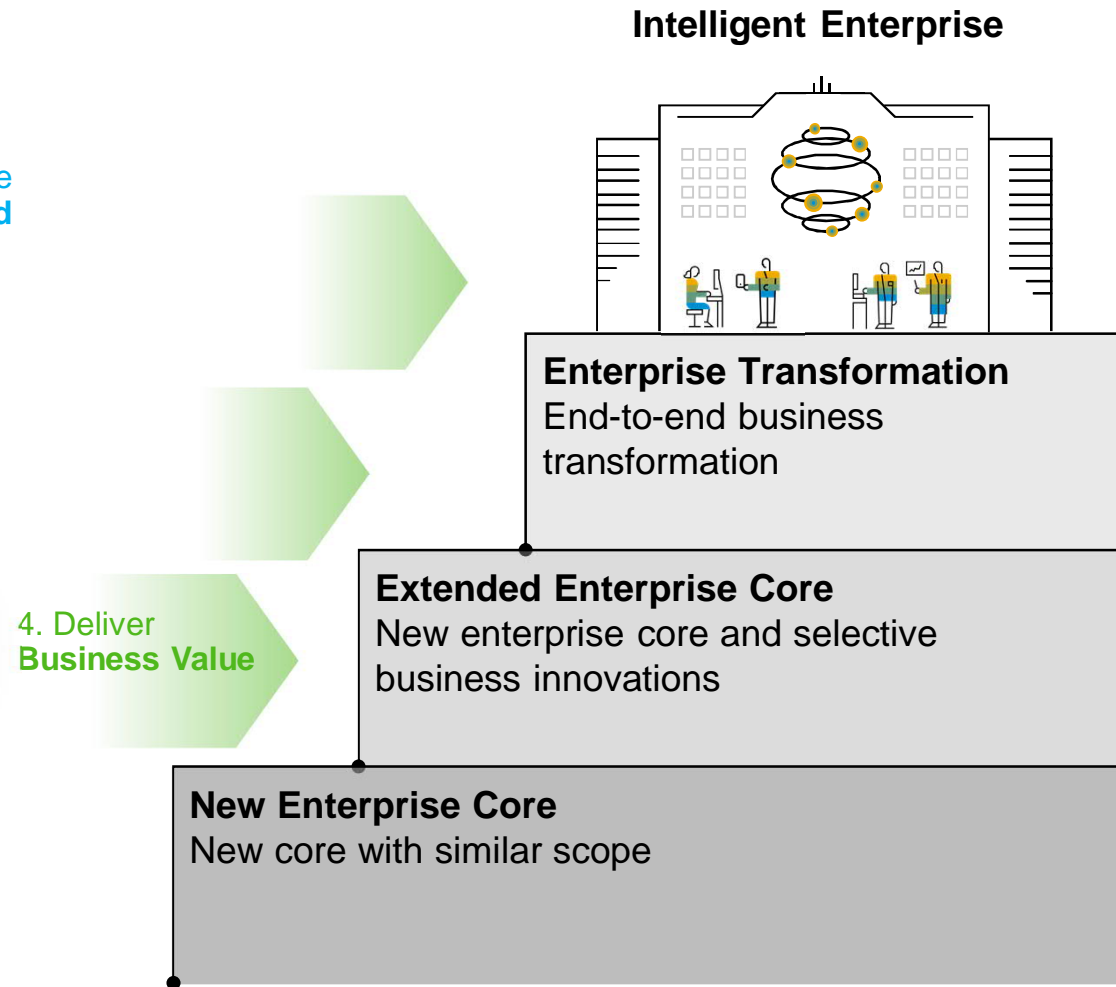 Intelligent Enterprise
e
d
Enterprise Transformation
End-to-end business
transformation
Extended Enterprise Core
New enterprise core and selective
business innovations
4. Deliver
Business Value
New Enterprise Core
New core with similar scope